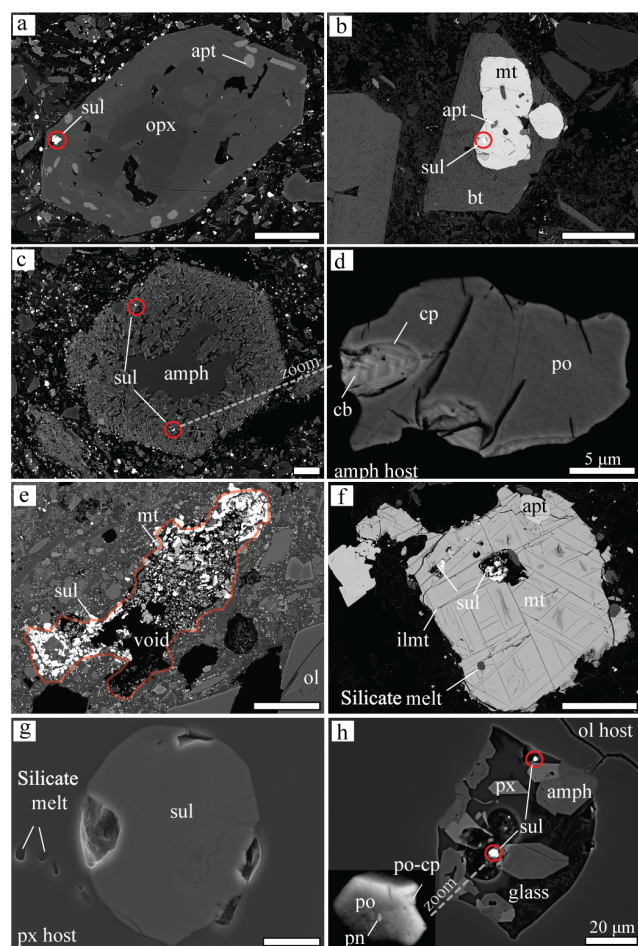 a
apt
sul
opx
b
mt
apt
sul
bt
c
sul
amph
zoom
d
cp
po
cb
amph host
5 μm
e
mt
sul
void
ol
f
apt
sul
mt
ilmt
Silicate melt
g
Silicate
melt
sul
px host
h
ol host
px
amph
sul
po-cp
zoom
po
glass
pn
20 μm